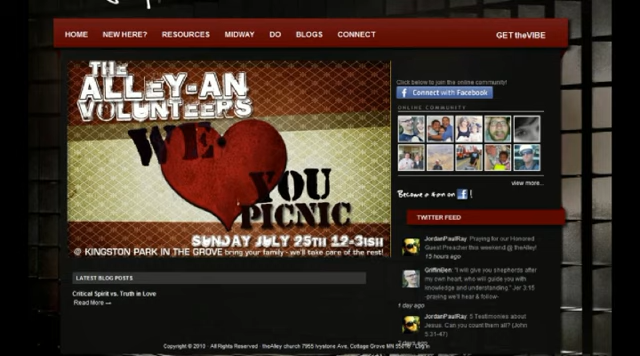 HOME NEW HERE? RESOURCES MIDWAY DO BLOGS CONNECT GET theVIBE
THE
ALLEY-AN
VOLUNTEERS
WE
YOU
PICNIC
SUNDAY JULY 25TH 12-3ISH
@ KINGSTON PARK IN THE GROVE bring your family - we'll take care of the rest!
Click below to join the online community!
Connect with Facebook
ONLINE COMMUNITY
view more...
Become a fan on f !
TWITTER FEED
JordanPaulRay Praying for our Honored
Guest Preacher this weekend @ theAlley!
15 hours ago
"I will give you shepherds after
my own heart, who will guide you with
knowledge and understanding." Jer 3:15
-praying we'll hear & follow-
1 day ago
JordanPaulRay 5 Testimonies about
Jesus. Can you count them all? (John
5:31-47)
LATEST BLOG POSTS
Critical Spirit vs. Truth in Love
Read More
Copyright © 2010 · All Rights Reserved · theAlley church 7955 Ivystone Ave. Cottage Grove MN 55016 · Log in